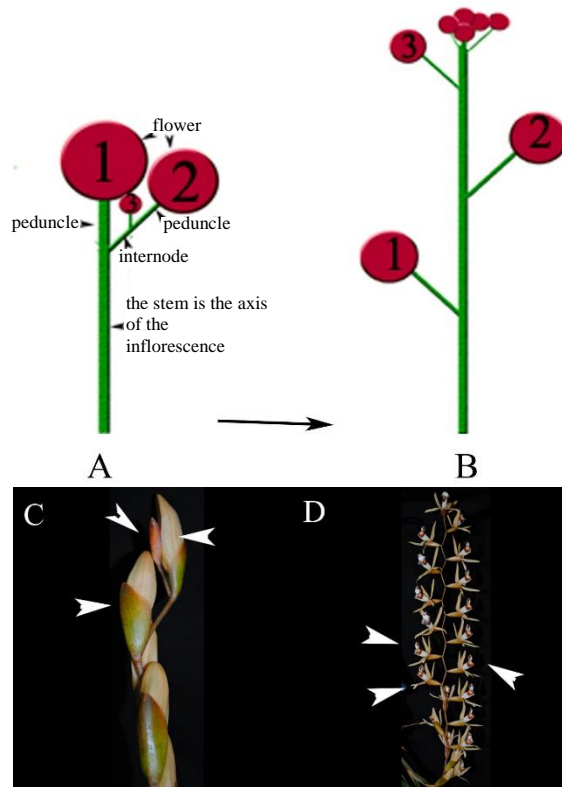 3
flower
1
2
2
3
peduncle
peduncle
internode
1
the stem is the axis
of the
inflorescence
A
B
C
D